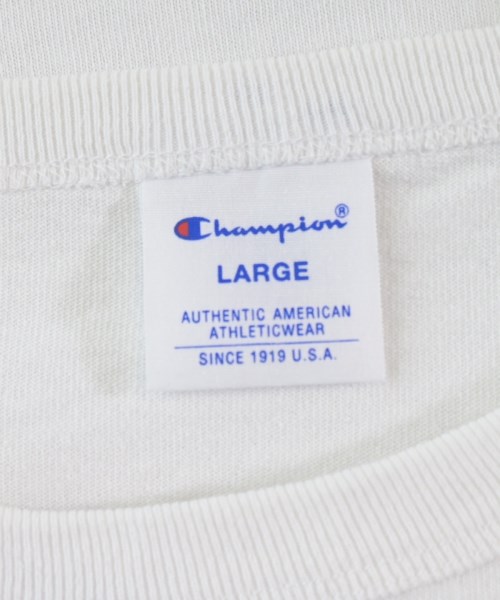 Champion®
LARGE
AUTHENTIC AMERICAN
ATHLETICWEAR
SINCE 1919 U.S.A.